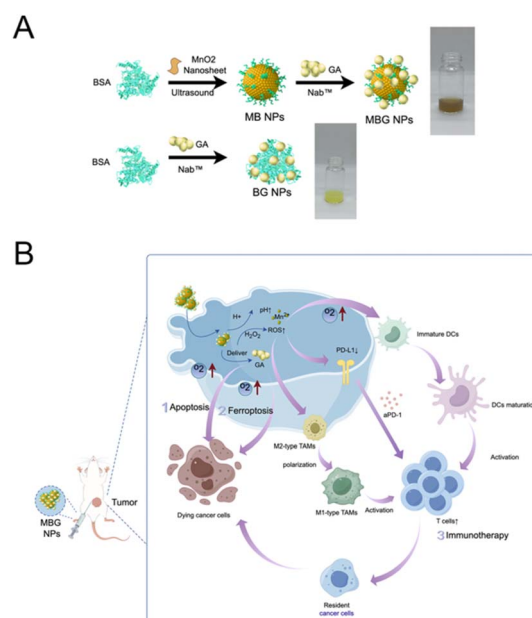 A
BSA
MnO2
Nanosheet
Ultrasound
MB NPs
GA
Nab™
MBG NPs
BSA
GA
Nab™
BG NPs
B
H+
pH↑
Mn2+
ROS↑
H2O2
Deliver
GA
O2
O2
O2
PD-L1↓
Immature DCs
aPD-1
DCs maturatic
1 Apoptosis
2 Ferroptosis
M2-type TAMs
polarization
M1-type TAMs
Activation
Activation
Dying cancer cells
T cells↑
3 Immunotherapy
Tumor
MBG
NPs
Resident
cancer cells